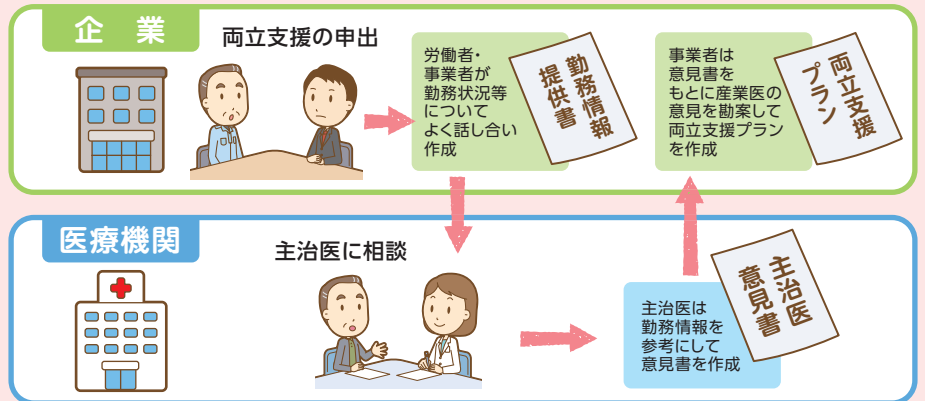 企業
両立支援の申出
労働者・
事業者が
勤務状況等
について
よく話し合い
作成
勤務情報
提供書
事業者は
意見書を
もとに産業医の
意見を勘案して
両立支援プラン
を作成
両立支援
プラン
医療機関
主治医に相談
主治医は
勤務情報を
参考にして
意見書を作成
主治医
意見書